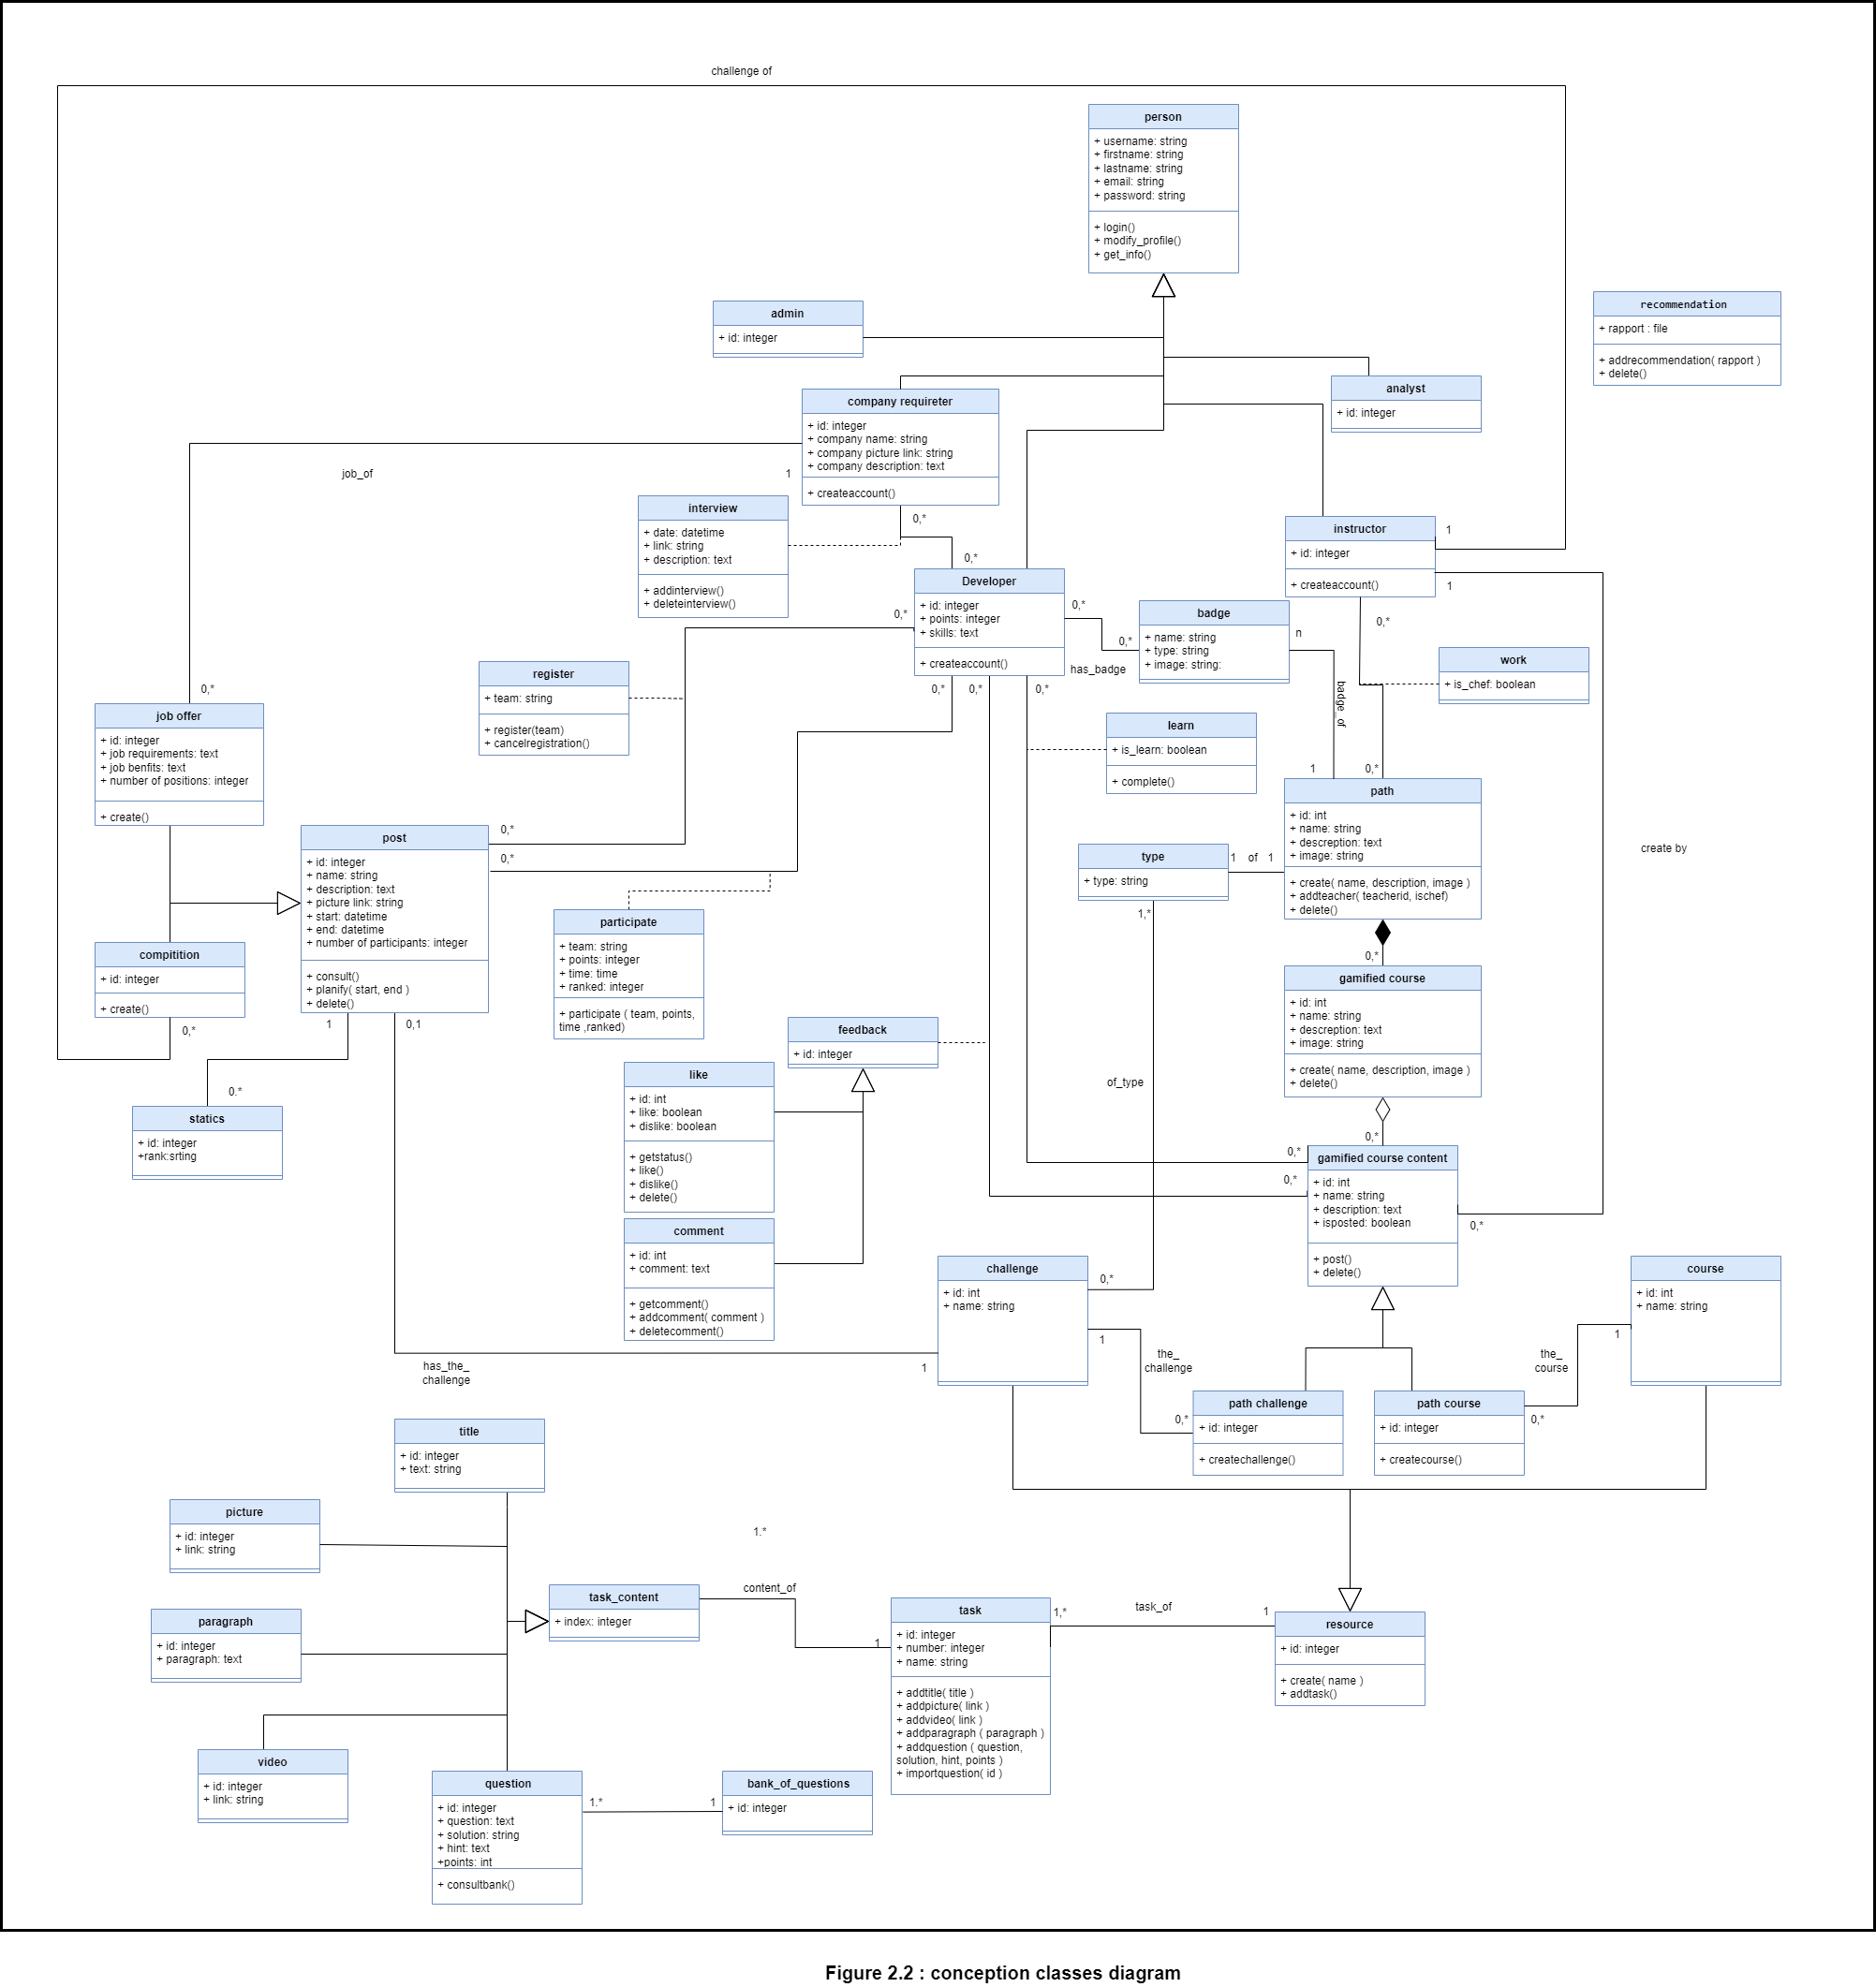 challenge of
person
+ username: string
+ firstname: string
+ lastname: string
+ email: string
+ password: string
+ login()
+ modify_profile()
+ get_info()
admin
+ id: integer
recommendation
+ rapport : file
+ addrecommendation( rapport )
+ delete()
analyst
+ id: integer
company requireter
+ id: integer
+ company name: string
+ company picture link: string
+ company description: text
+ createaccount()
job_of
1
0,*
interview
+ date: datetime
+ link: string
+ description: text
+ addinterview()
+ deleteinterview()
0,*
0,*
instructor
+ id: integer
+ createaccount()
1
1
0,*
Developer
+ id: integer
+ points: integer
+ skills: text
+ createaccount()
0,*
0,*
0,*
has_badge
0,*
0,*
0,*
badge
+ name: string
+ type: string
+ image: string:
n
badge_of
1
0,*
work
+ is_chef: boolean
register
+ team: string
+ register(team)
+ cancelregistration()
job offer
+ id: integer
+ job requirements: text
+ job benfits: text
+ number of positions: integer
+ create()
learn
+ is_learn: boolean
+ complete()
path
+ id: int
+ name: string
+ descreption: text
+ image: string
+ create( name, description, image )
+ addteacher( teacherid, ischef)
+ delete()
create by
type
+ type: string
1 of 1
1,*
post
+ id: integer
+ name: string
+ description: text
+ picture link: string
+ start: datetime
+ end: datetime
+ number of participants: integer
+ consult()
+ planify( start, end )
+ delete()
0,*
0,*
1
0,1
participate
+ team: string
+ points: integer
+ time: time
+ ranked: integer
+ participate ( team, points,
time ,ranked)
compitition
+ id: integer
+ create()
0,*
0,*
gamified course
+ id: int
+ name: string
+ descreption: text
+ image: string
+ create( name, description, image )
+ delete()
feedback
+ id: integer
like
+ id: int
+ like: boolean
+ dislike: boolean
+ getstatus()
+ like()
+ dislike()
+ delete()
of_type
0.*
statics
+ id: integer
+rank:srting
0,*
0,*
0,*
gamified course content
+ id: int
+ name: string
+ description: text
+ isposted: boolean
+ post()
+ delete()
0,*
comment
+ id: int
+ comment: text
+ getcomment()
+ addcomment( comment )
+ deletecomment()
challenge
+ id: int
+ name: string
0,*
1
the_
challenge
0,*
course
+ id: int
+ name: string
1
the_
course
0,*
has_the_
challenge
1
path challenge
+ id: integer
+ createchallenge()
path course
+ id: integer
+ createcourse()
title
+ id: integer
+ text: string
picture
+ id: integer
+ link: string
1.*
task_content
+ index: integer
content_of
1
task
+ id: integer
+ number: integer
+ name: string
+ addtitle( title )
+ addpicture( link )
+ addvideo( link )
+ addparagraph ( paragraph )
+ addquestion ( question,
solution, hint, points )
+ importquestion( id )
1,*
task_of
1
resource
+ id: integer
+ create( name )
+ addtask()
paragraph
+ id: integer
+ paragraph: text
video
+ id: integer
+ link: string
question
+ id: integer
+ question: text
+ solution: string
+ hint: text
+points: int
+ consultbank()
1.*
1
bank_of_questions
+ id: integer
Figure 2.2 : conception classes diagram